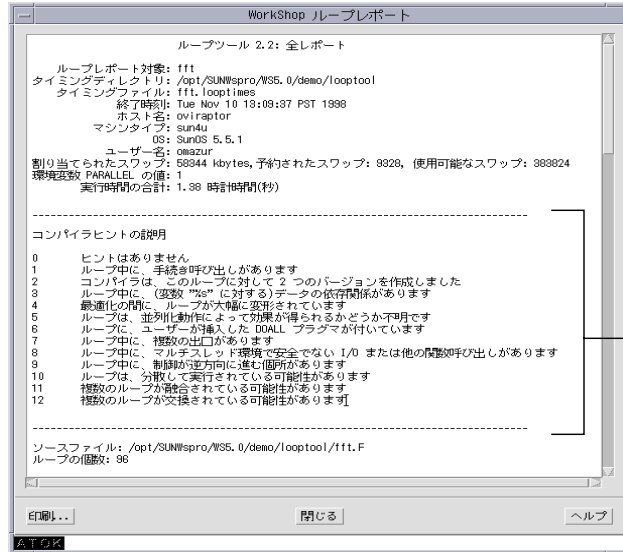 WorkShop ループレポート
ループツール 2.2: 全レポート
ループレポート対象: fft
タイミングディレクトリ: /opt/SUNWspro/WS5.0/demo/looptool
タイミングファイル: fft.looptimes
終了時刻: Tue Nov 10 13:09:37 PST 1998
ホスト名: oviraptor
マシンタイプ: sun4u
OS: SunOS 5.5.1
ユーザー名: omazur
割り当てられたスワップ: 58344 kbytes,予約されたスワップ: 9328, 使用可能なスワップ: 383824
環境変数 PARALLEL の値: 1
実行時間の合計: 1.38 時計時間(秒)
--------------------------------------------------------------------------------
コンパイラヒントの説明
0 ヒントはありません
1 ループ中に、手続き呼び出しがあります
2 コンパイラは、このループに対して 2 つのバージョンを作成しました
3 ループ中に、(変数 "%s" に対する)データの依存関係があります
4 最適化の間に、ループが大幅に変形されています
5 ループは、並列化動作によって効果が得られるかどうか不明です
6 ループに、ユーザーが挿入した DOALL プラグマが付いています
7 ループ中に、複数の出口があります
8 ループ中に、マルチスレッド環境で安全でない I/O または他の関数呼び出しがあります
9 ループ中に、制御が逆方向に進む個所があります
10 ループは、分散して実行されている可能性があります
11 複数のループが融合されている可能性があります
12 複数のループが交換されている可能性があります
--------------------------------------------------------------------------------
ソースファイル: /opt/SUNWspro/WS5.0/demo/looptool/fft.F
ループの個数: 96
印刷... 閉じる ヘルプ
ATOK